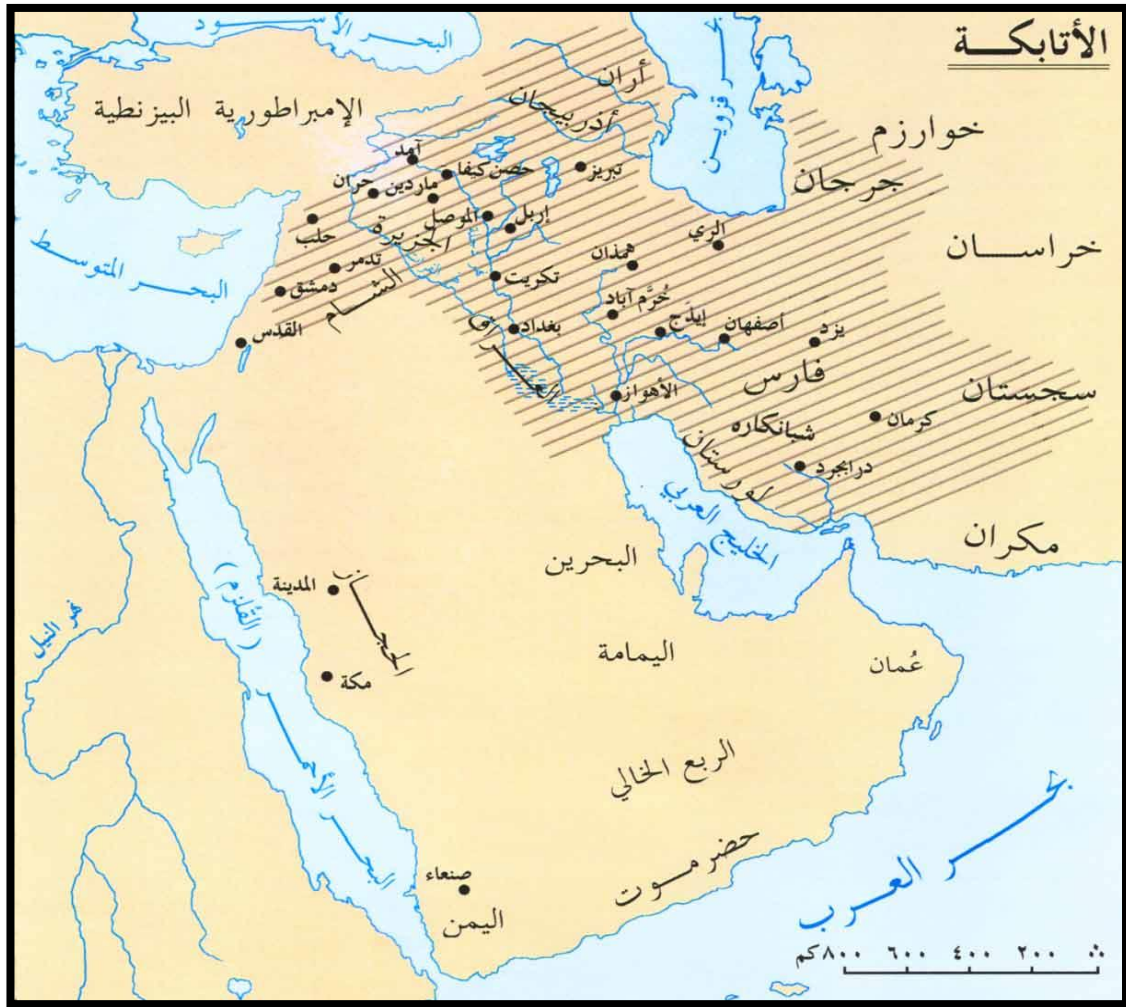 الأتابكة
البحر الأسود
بحر قزوين
أران
أذربيجان
خوارزم
الإمبراطورية البيزنطية
آمد
حصن كيفا
تبريز
جرجان
حران
ماردين
الموصل
إربل
الري
خراسان
حلب
الجزيرة
همذان
البحر المتوسط
تدمر
تكريت
دمشق
الشام
خُرَّم آباد
إيذج
أصفهان
يزد
القدس
بغداد
العراق
فارس
سجستان
الأهواز
شبانكاره
كرمان
لورستان
درابجرد
الخليج العربي
مكران
البحرين
المدينة
الحجاز
(القلزم)
نهر النيل
اليمامة
عُمان
مكة
البحر الأحمر
الربع الخالي
حضرموت
بحر العرب
صنعاء
اليمن
٢٠٠ ٤٠٠ ٦٠٠ ٨٠٠ كم